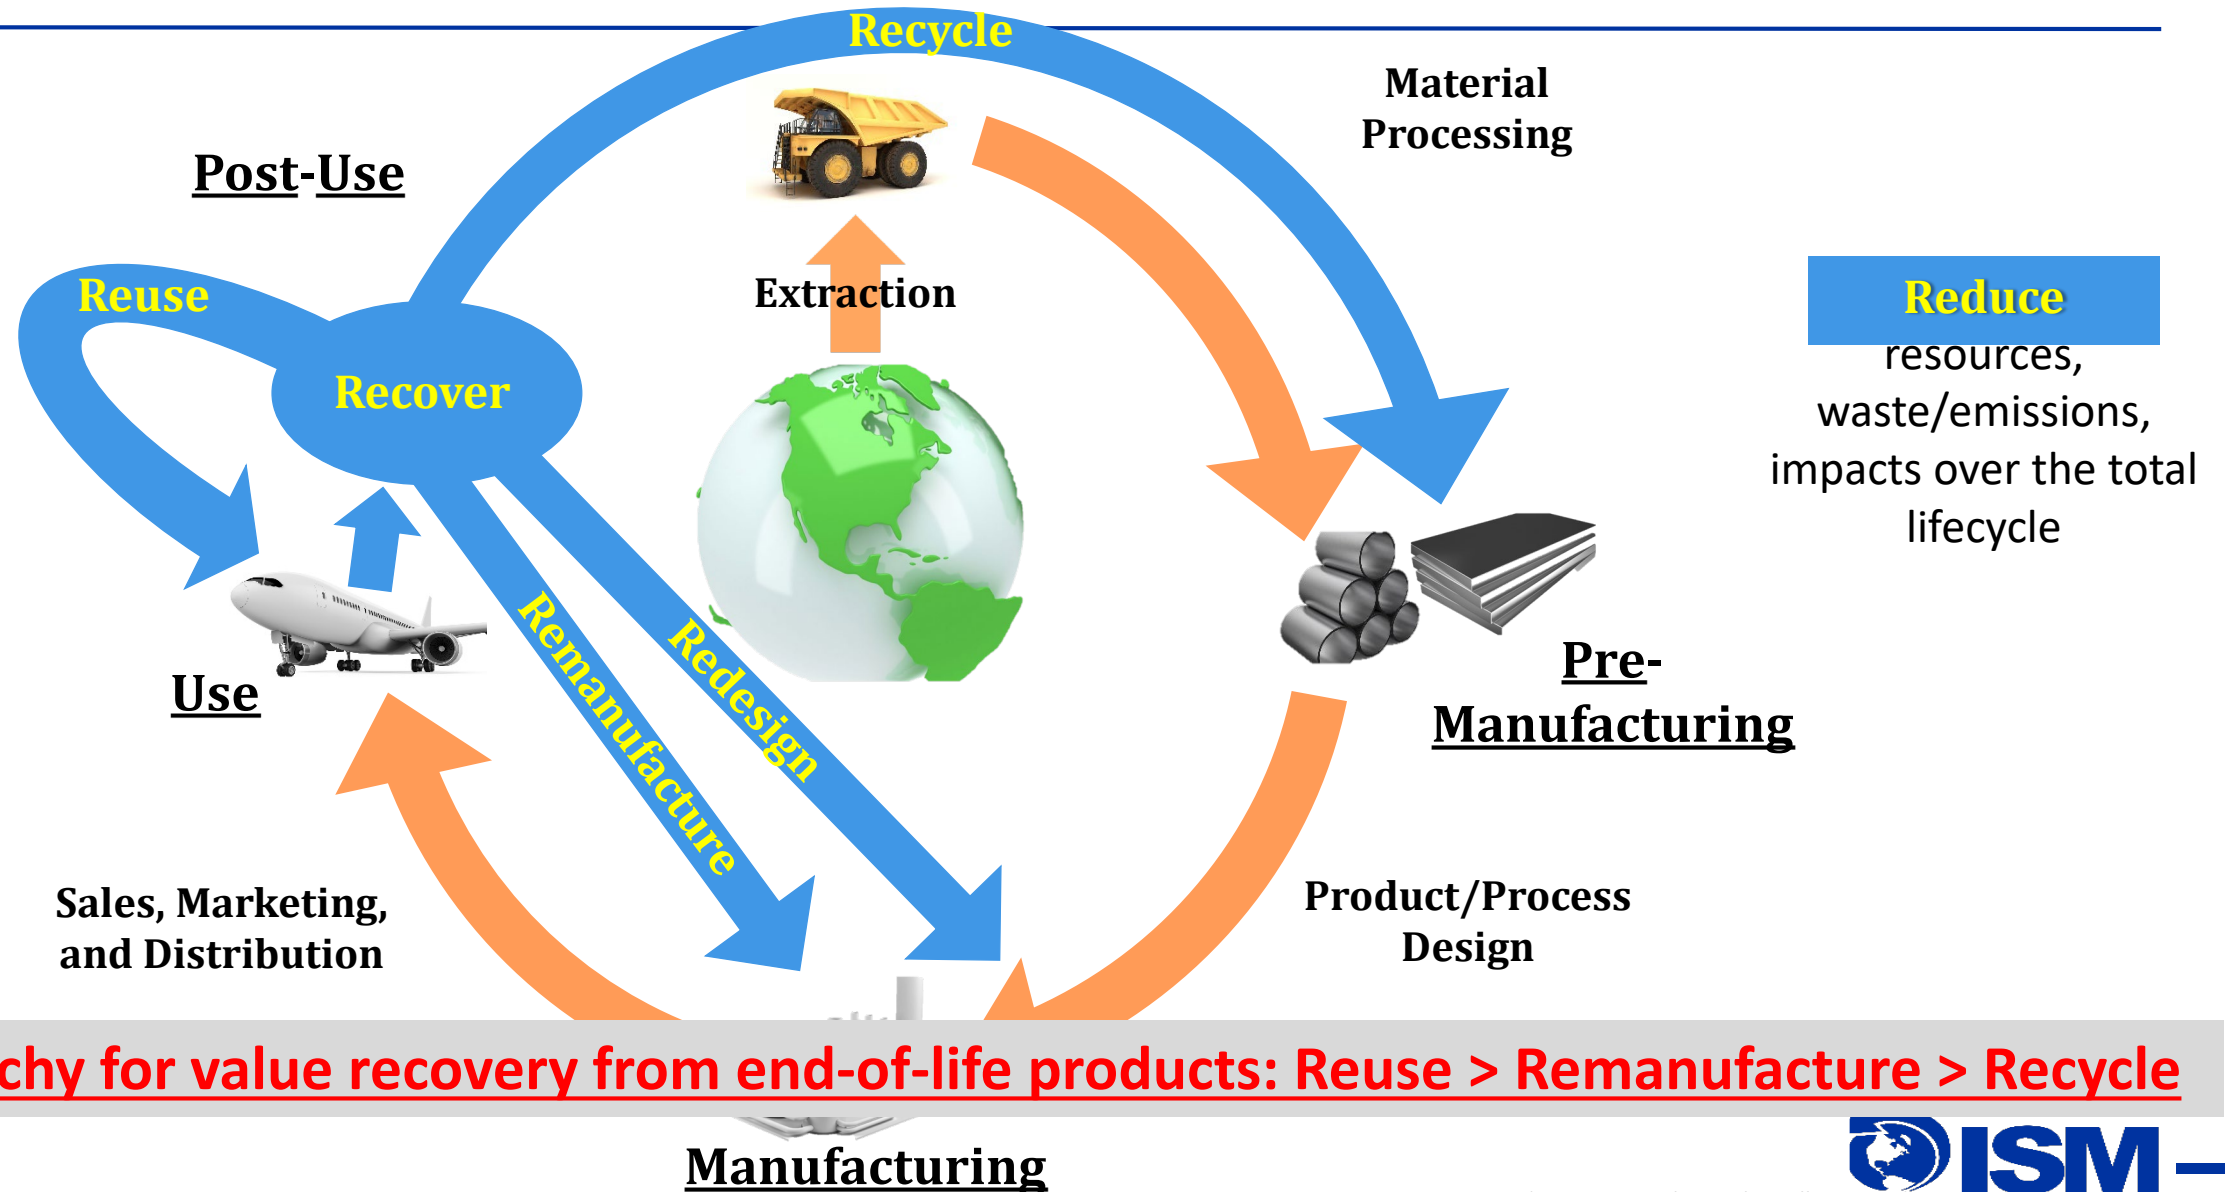 Recycle
Material
Processing
Post-Use
Reuse
Extraction
Reduce
resources,
waste/emissions,
impacts over the total
lifecycle
Recover
Remanufacture
Redesign
Use
Pre-
Manufacturing
Sales, Marketing,
and Distribution
Product/Process
Design
chy for value recovery from end-of-life products: Reuse > Remanufacture > Recycle
Manufacturing
ISM